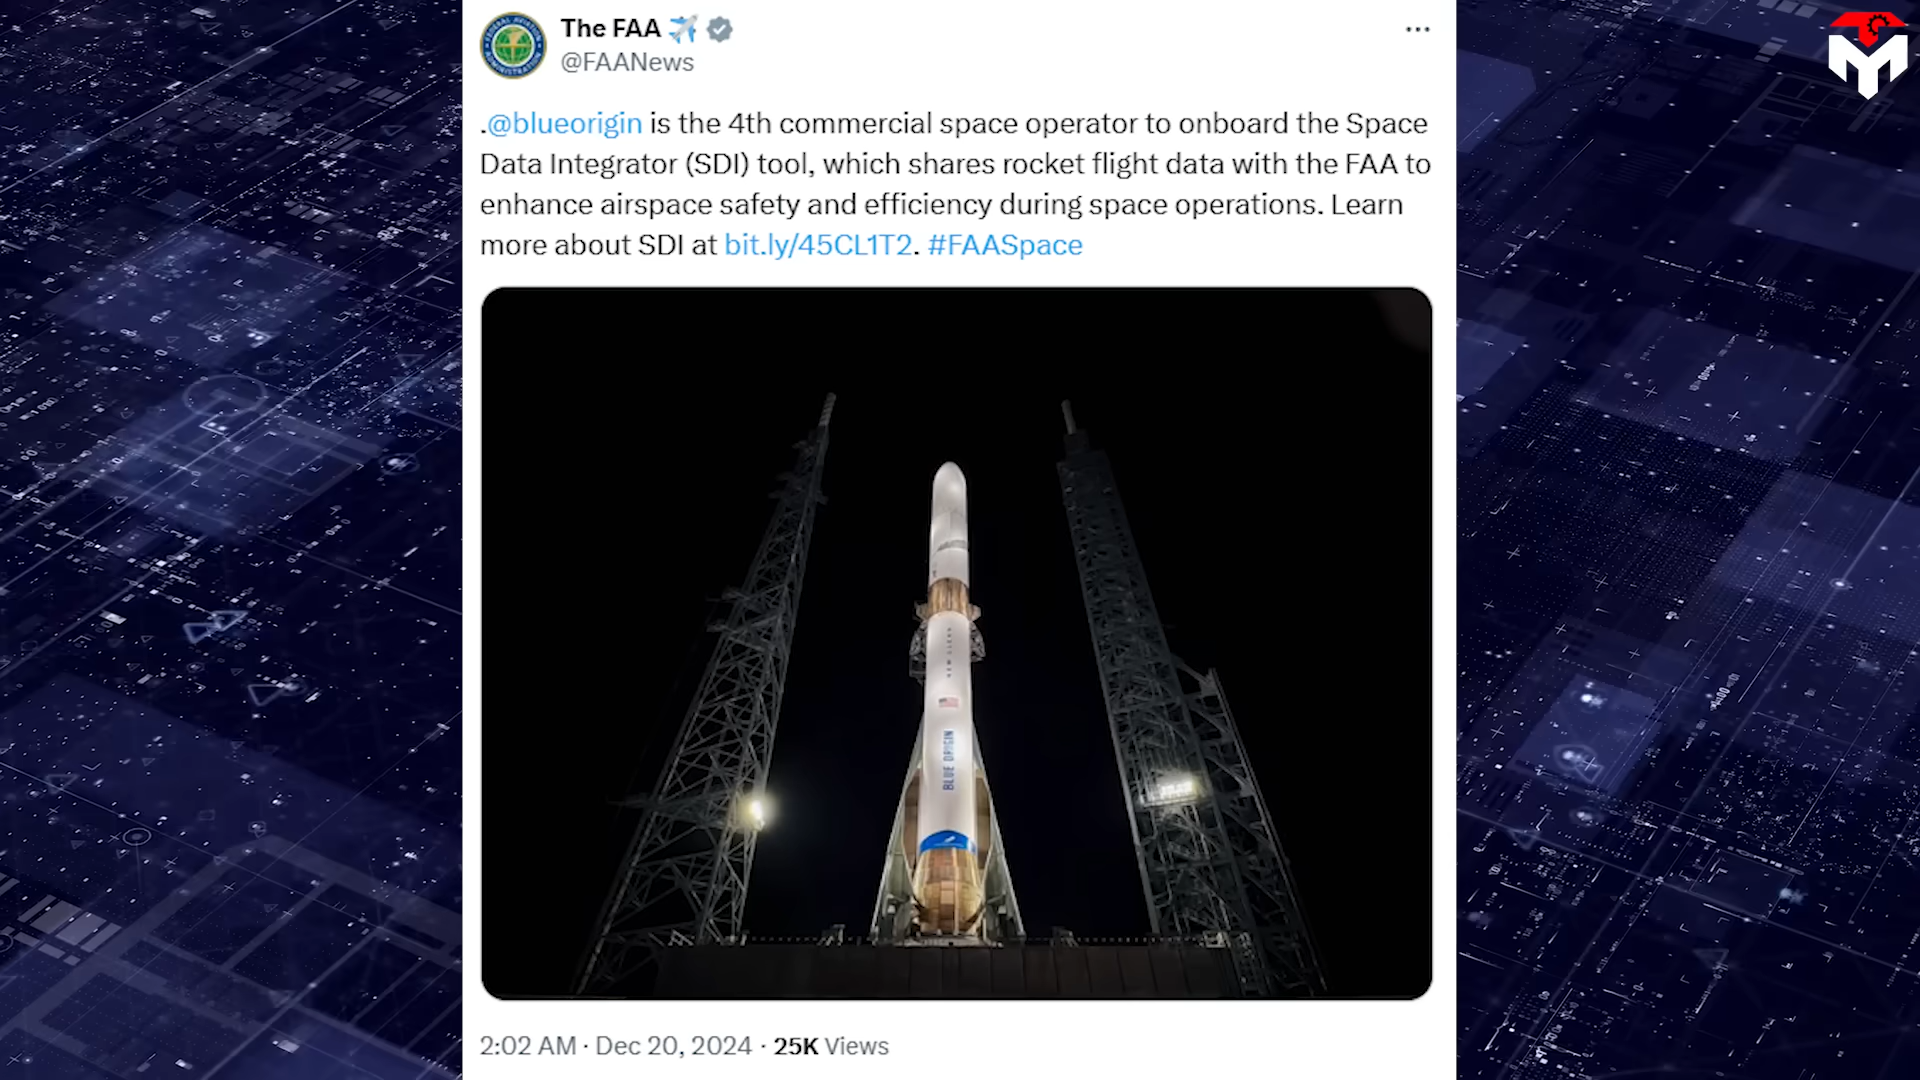 The FAA ✈️
@FAANews
.@blueorigin is the 4th commercial space operator to onboard the Space
Data Integrator (SDI) tool, which shares rocket flight data with the FAA to
enhance airspace safety and efficiency during space operations. Learn
more about SDI at bit.ly/45CL1T2. #FAASpace
NEW GLENN
BLUE ORIGIN
2:02 AM · Dec 20, 2024 · 25K Views